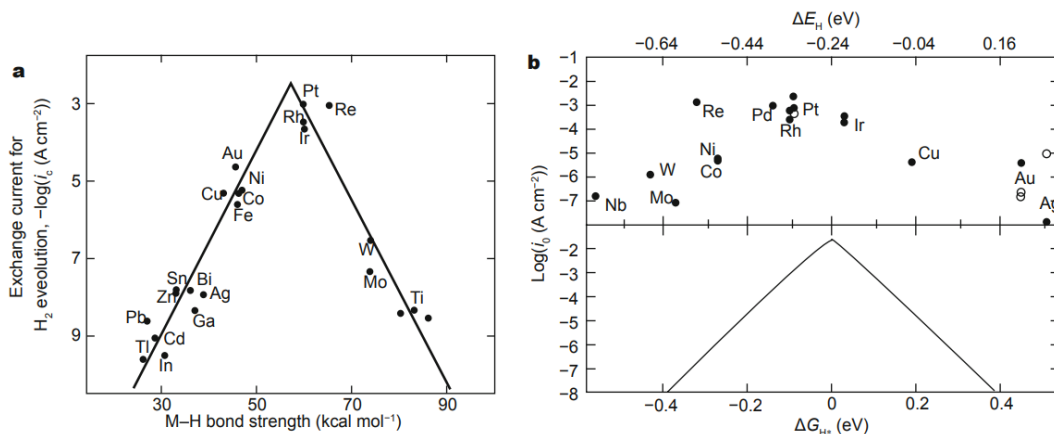 a
Exchange current for
H₂ eveolution, −log(i꜀ (A cm⁻²))
3
5
7
9
Pt
Re
Rh
Ir
Au
Ni
Cu
Co
Fe
W
Mo
Sn
Bi
Zn
Ag
Ti
Pb
Ga
Cd
Tl
In
30
50
70
90
M–H bond strength (kcal mol⁻¹)
b
ΔE_H (eV)
−0.64
−0.44
−0.24
−0.04
0.16
Log(i₀ (A cm⁻²))
−1
−2
−3
−4
−5
−6
−7
Re
Pd
Pt
Rh
Ir
Ni
Co
Cu
W
Au
Nb
Mo
Ag
−2
−3
−4
−5
−6
−7
−8
−0.4
−0.2
0
0.2
0.4
ΔG_H* (eV)